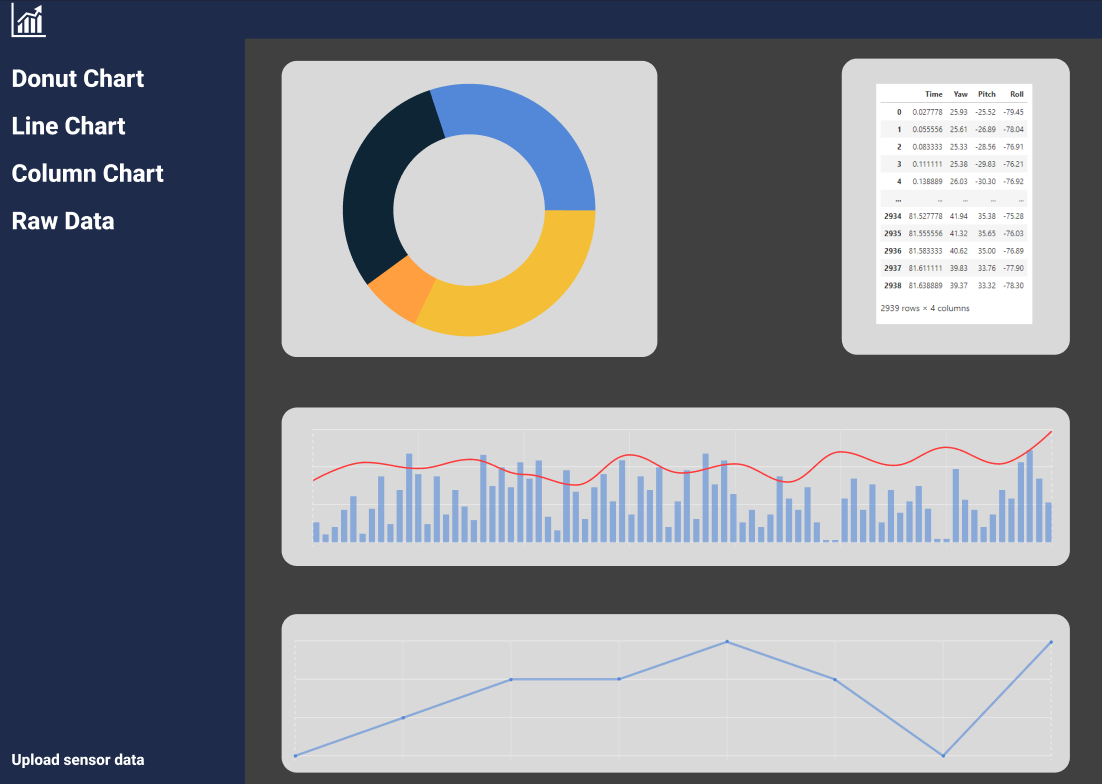 Donut Chart
Line Chart
Column Chart
Raw Data
Upload sensor data
Time Yaw Pitch Roll
0 0.027778 25.93 -25.52 -79.45
1 0.055556 25.61 -26.89 -78.04
2 0.083333 25.33 -28.56 -76.91
3 0.111111 25.38 -29.83 -76.21
4 0.138889 26.03 -30.30 -76.92
... ... ... ... ...
2934 81.527778 41.94 35.38 -75.28
2935 81.555556 41.32 35.65 -76.03
2936 81.583333 40.62 35.00 -76.89
2937 81.611111 39.83 33.76 -77.90
2938 81.638889 39.37 33.32 -78.30
2939 rows × 4 columns